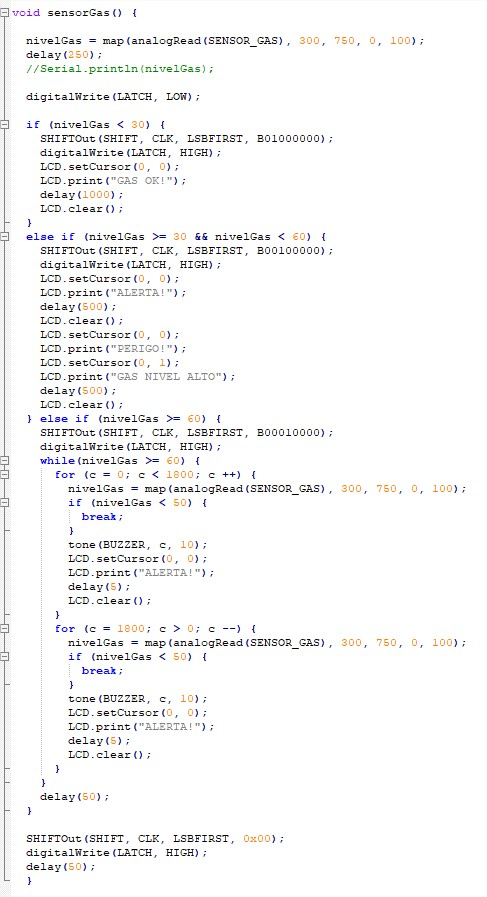 void sensorGas() {
nivelGas = map(analogRead(SENSOR_GAS), 300, 750, 0, 100);
delay(250);
//Serial.println(nivelGas);
digitalWrite(LATCH, LOW);
if (nivelGas < 30) {
SHIFTOut(SHIFT, CLK, LSBFIRST, B01000000);
digitalWrite(LATCH, HIGH);
LCD.setCursor(0, 0);
LCD.print("GAS OK!");
delay(1000);
LCD.clear();
}
else if (nivelGas >= 30 && nivelGas < 60) {
SHIFTOut(SHIFT, CLK, LSBFIRST, B00100000);
digitalWrite(LATCH, HIGH);
LCD.setCursor(0, 0);
LCD.print("ALERTA!");
delay(500);
LCD.clear();
LCD.setCursor(0, 0);
LCD.print("PERIGO!");
LCD.setCursor(0, 1);
LCD.print("GAS NIVEL ALTO");
delay(500);
LCD.clear();
} else if (nivelGas >= 60) {
SHIFTOut(SHIFT, CLK, LSBFIRST, B00010000);
digitalWrite(LATCH, HIGH);
while(nivelGas >= 60) {
for (c = 0; c < 1800; c ++) {
nivelGas = map(analogRead(SENSOR_GAS), 300, 750, 0, 100);
if (nivelGas < 50) {
break;
}
tone(BUZZER, c, 10);
LCD.setCursor(0, 0);
LCD.print("ALERTA!");
delay(5);
LCD.clear();
}
for (c = 1800; c > 0; c --) {
nivelGas = map(analogRead(SENSOR_GAS), 300, 750, 0, 100);
if (nivelGas < 50) {
break;
}
tone(BUZZER, c, 10);
LCD.setCursor(0, 0);
LCD.print("ALERTA!");
delay(5);
LCD.clear();
}
}
delay(50);
}
SHIFTOut(SHIFT, CLK, LSBFIRST, 0x00);
digitalWrite(LATCH, HIGH);
delay(50);
}